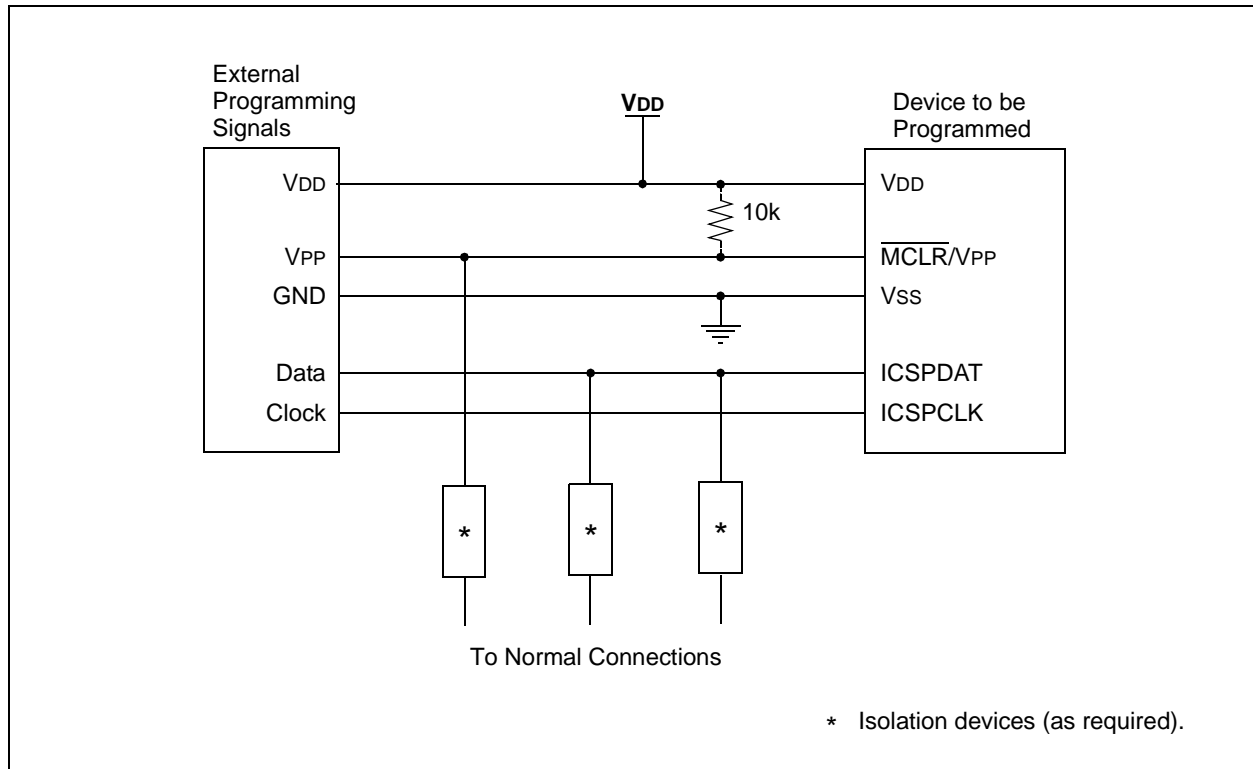 External
Programming
Signals
VDD
Device to be
Programmed
VDD
VDD
10k
VPP
MCLR/VPP
GND
VSS
Data
ICSPDAT
Clock
ICSPCLK
*
*
*
To Normal Connections
* Isolation devices (as required).